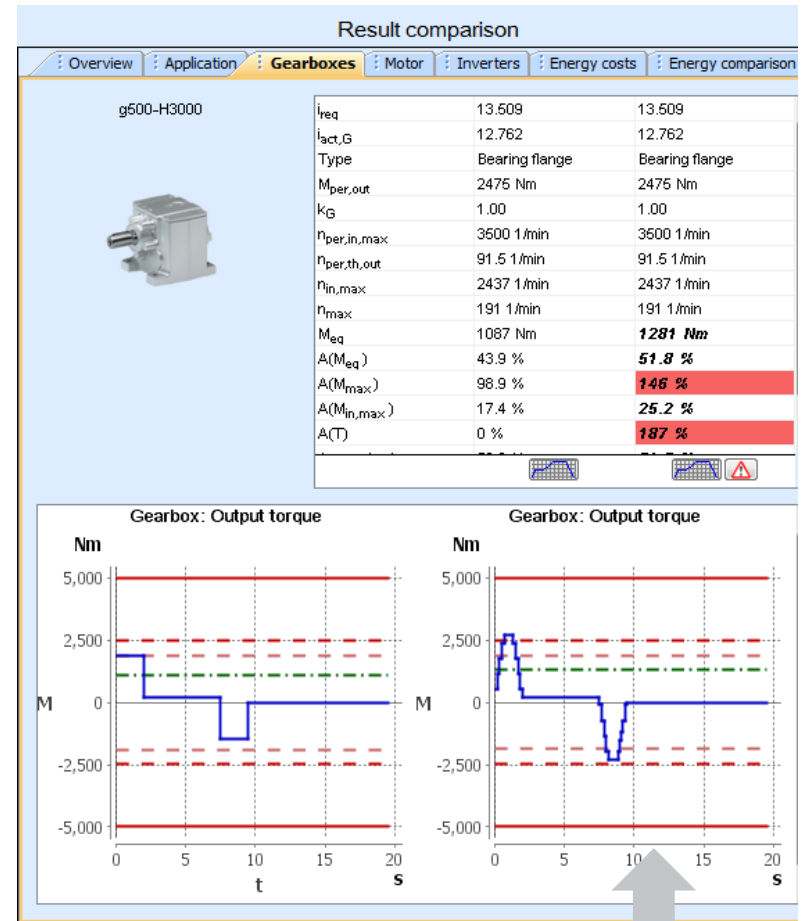 Result comparison
Overview Application Gearboxes Motor Inverters Energy costs Energy comparison
g500-H3000
ireq 13.509 13.509
iact,G 12.762 12.762
Type Bearing flange Bearing flange
Mper,out 2475 Nm 2475 Nm
kG 1.00 1.00
nper,in,max 3500 1/min 3500 1/min
nper,th,out 91.5 1/min 91.5 1/min
nin,max 2437 1/min 2437 1/min
nmax 191 1/min 191 1/min
Meq 1087 Nm 1281 Nm
A(Meq) 43.9 % 51.8 %
A(Mmax) 98.9 % 146 %
A(Min,max) 17.4 % 25.2 %
A(T) 0 % 187 %
Gearbox: Output torque Gearbox: Output torque
Nm Nm
5,000 5,000
2,500 2,500
M 0 M 0
-2,500 -2,500
-5,000 -5,000
0 5 10 15 20 0 5 10 15 20
t s s